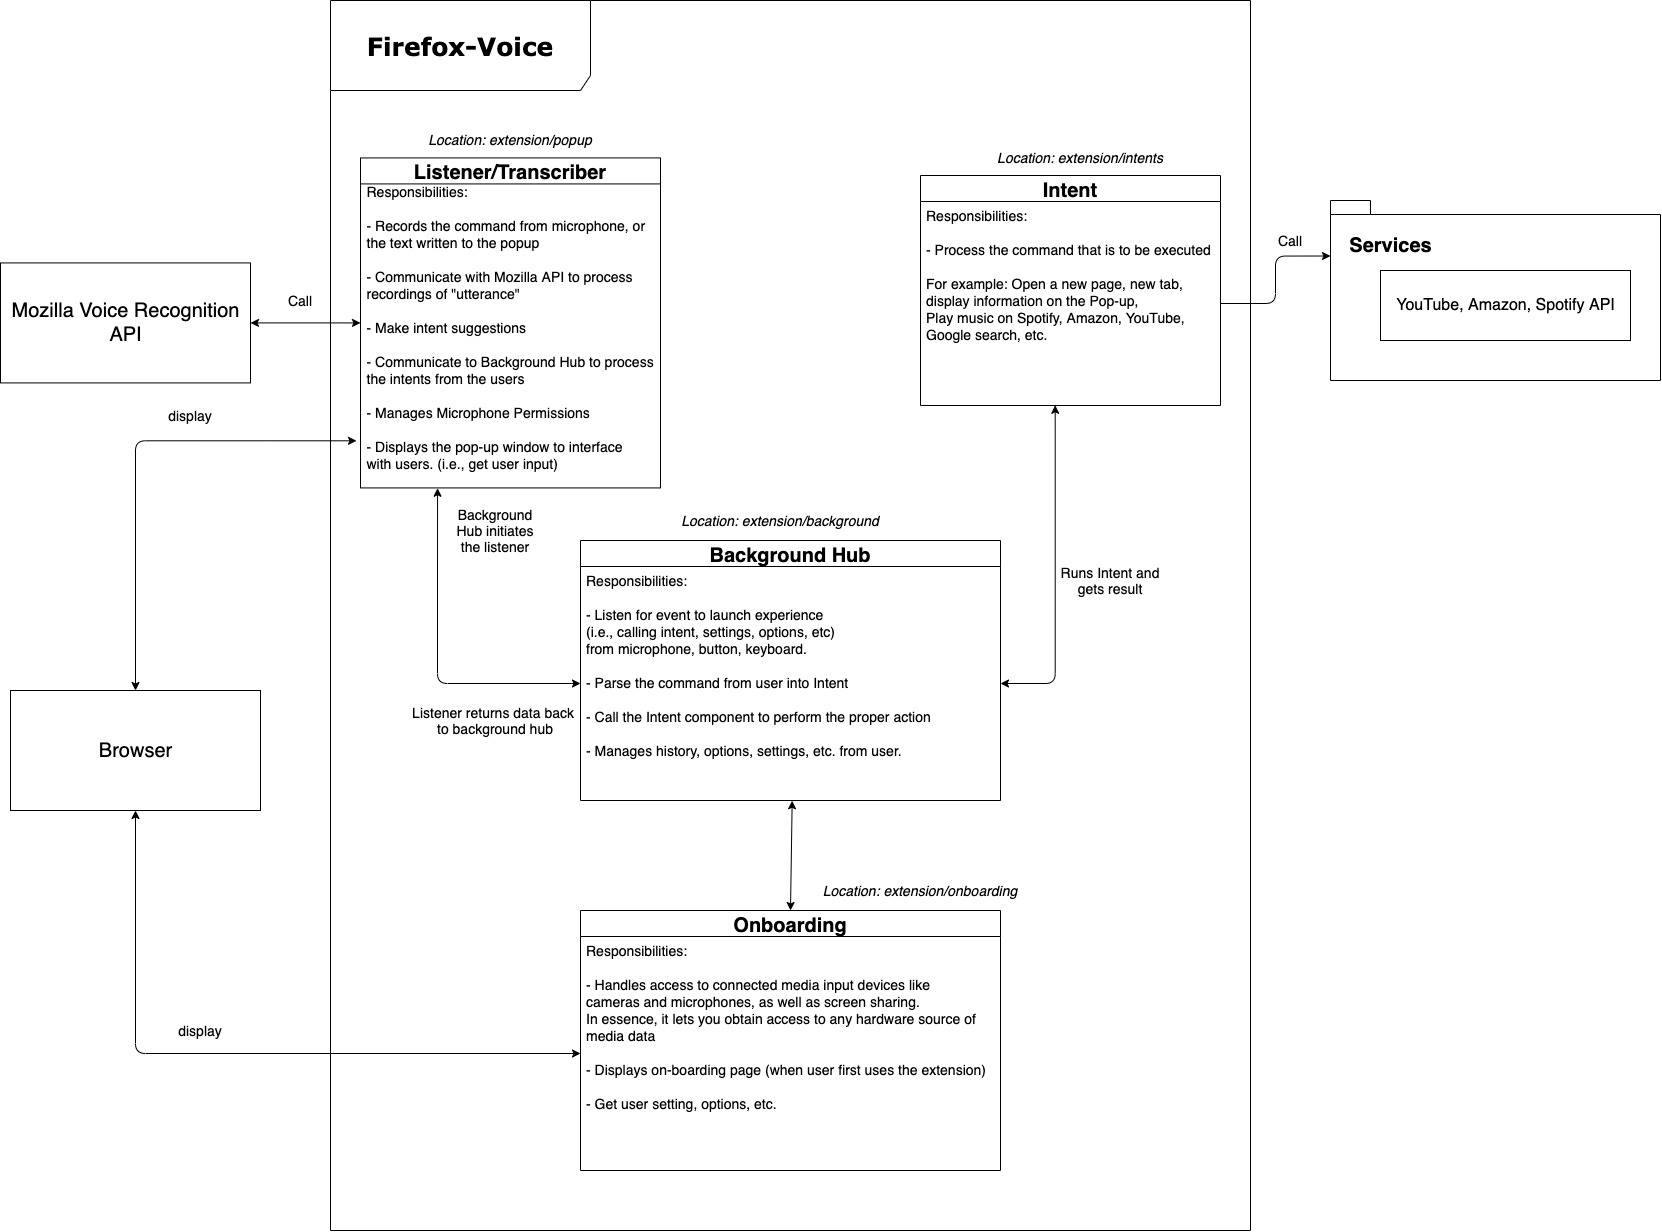 Firefox-Voice
Location: extension/popup
Listener/Transcriber
Responsibilities:
- Records the command from microphone, or
the text written to the popup
- Communicate with Mozilla API to process
recordings of "utterance"
- Make intent suggestions
- Communicate to Background Hub to process
the intents from the users
- Manages Microphone Permissions
- Displays the pop-up window to interface
with users. (i.e., get user input)
Location: extension/intents
Intent
Responsibilities:
- Process the command that is to be executed
For example: Open a new page, new tab,
display information on the Pop-up,
Play music on Spotify, Amazon, YouTube,
Google search, etc.
Call
Services
YouTube, Amazon, Spotify API
Mozilla Voice Recognition
API
Call
display
Background
Hub initiates
the listener
Location: extension/background
Background Hub
Responsibilities:
- Listen for event to launch experience
(i.e., calling intent, settings, options, etc)
from microphone, button, keyboard.
- Parse the command from user into Intent
- Call the Intent component to perform the proper action
- Manages history, options, settings, etc. from user.
Runs Intent and
gets result
Listener returns data back
to background hub
Browser
Location: extension/onboarding
Onboarding
Responsibilities:
- Handles access to connected media input devices like
cameras and microphones, as well as screen sharing.
In essence, it lets you obtain access to any hardware source of
media data
- Displays on-boarding page (when user first uses the extension)
- Get user setting, options, etc.
display